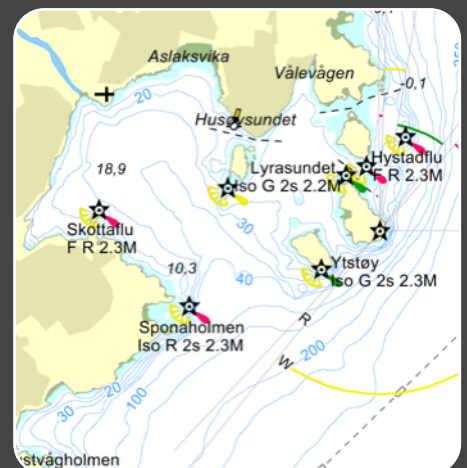 Aslaksvika
Vålevågen
20
0,1
Husøysundet
18,9
Lyrasundet
Iso G 2s 2.2M
Hystadflu
F R 2.3M
Skottaflu
F R 2.3M
30
10,3
40
Ytstøy
Iso G 2s 2.3M
Sponaholmen
Iso R 2s 2.3M
R
W
200
20
30
100
stvågholmen